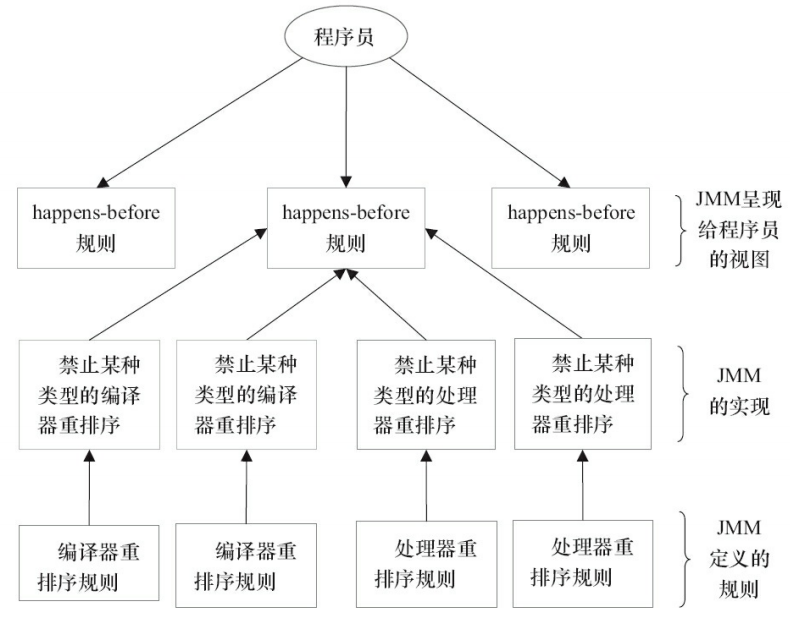 程序员
happens-before
规则
happens-before
规则
happens-before
规则
JMM呈现
给程序员
的视图
禁止某种
类型的编译
器重排序
禁止某种
类型的编译
器重排序
禁止某种
类型的处理
器重排序
禁止某种
类型的处理
器重排序
JMM
的实现
编译器重
排序规则
编译器重
排序规则
处理器重
排序规则
处理器重
排序规则
JMM
定义的
规则